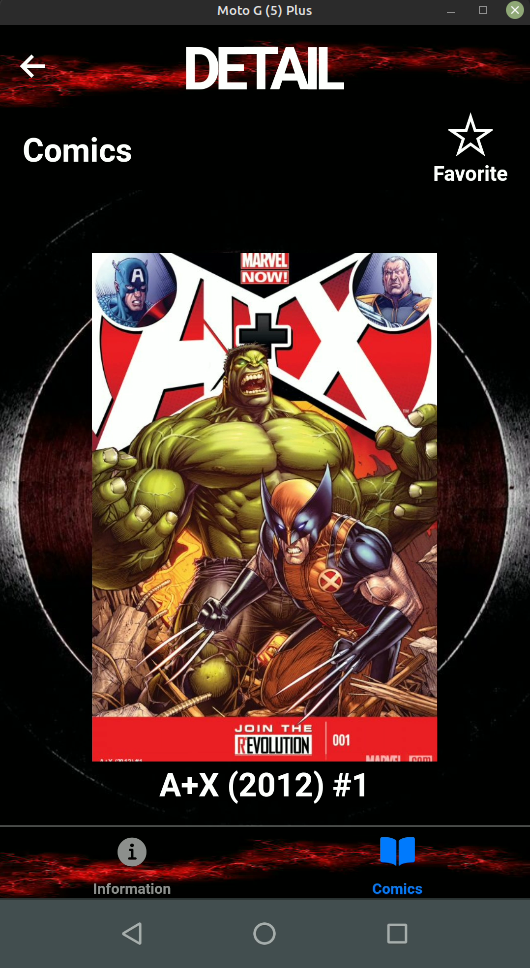 Moto G (5) Plus
DETAIL
Comics
Favorite
MARVEL
NOW!
A
A+X
JOIN THE
REVOLUTION
001
A+X (2012) #1
Information
Comics